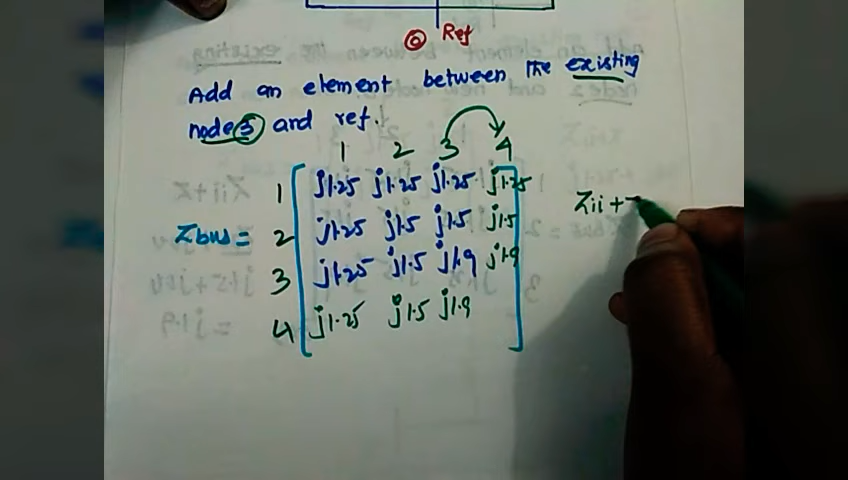 ⓪ Ref
Add an element between the existing
node 3 and ref.
1 2 3 4
1 j1.25 j1.25 j1.25 j1.25
Zbus = 2 j1.25 j1.5 j1.5 j1.5
3 j1.25 j1.5 j1.9 j1.9
4 j1.25 j1.5 j1.9
Zii +